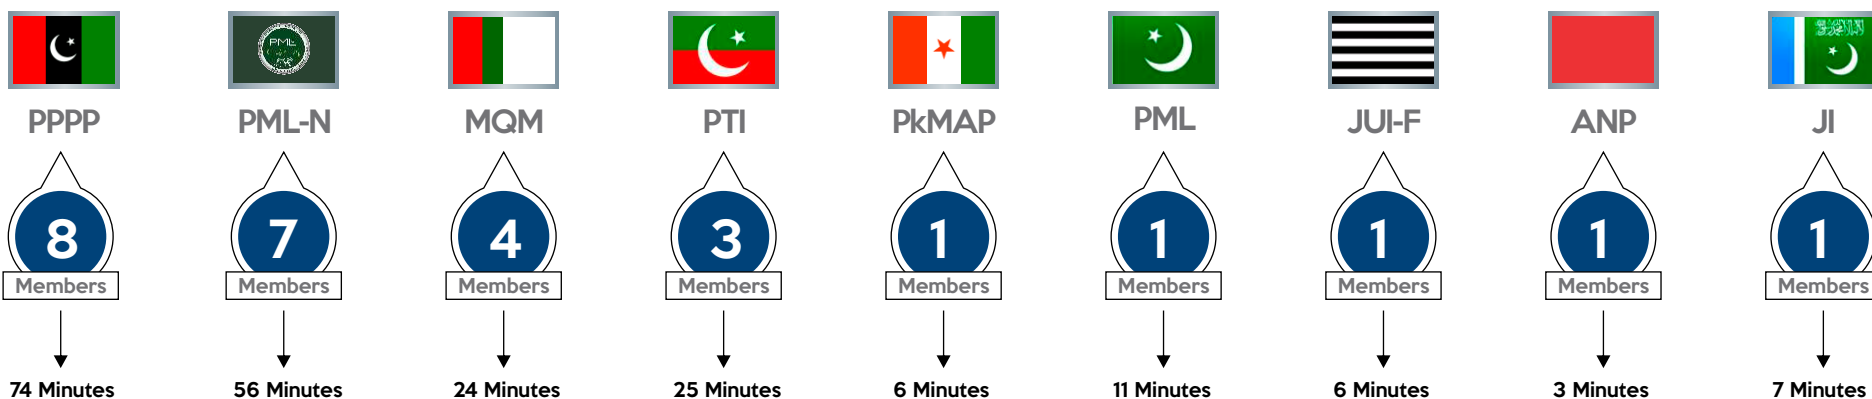 PML
PPPP PML-N MQM PTI PkMAP PML JUI-F ANP JI
8 7 4 3 1 1 1 1 1
Members Members Members Members Members Members Members Members Members
74 Minutes 56 Minutes 24 Minutes 25 Minutes 6 Minutes 11 Minutes 6 Minutes 3 Minutes 7 Minutes